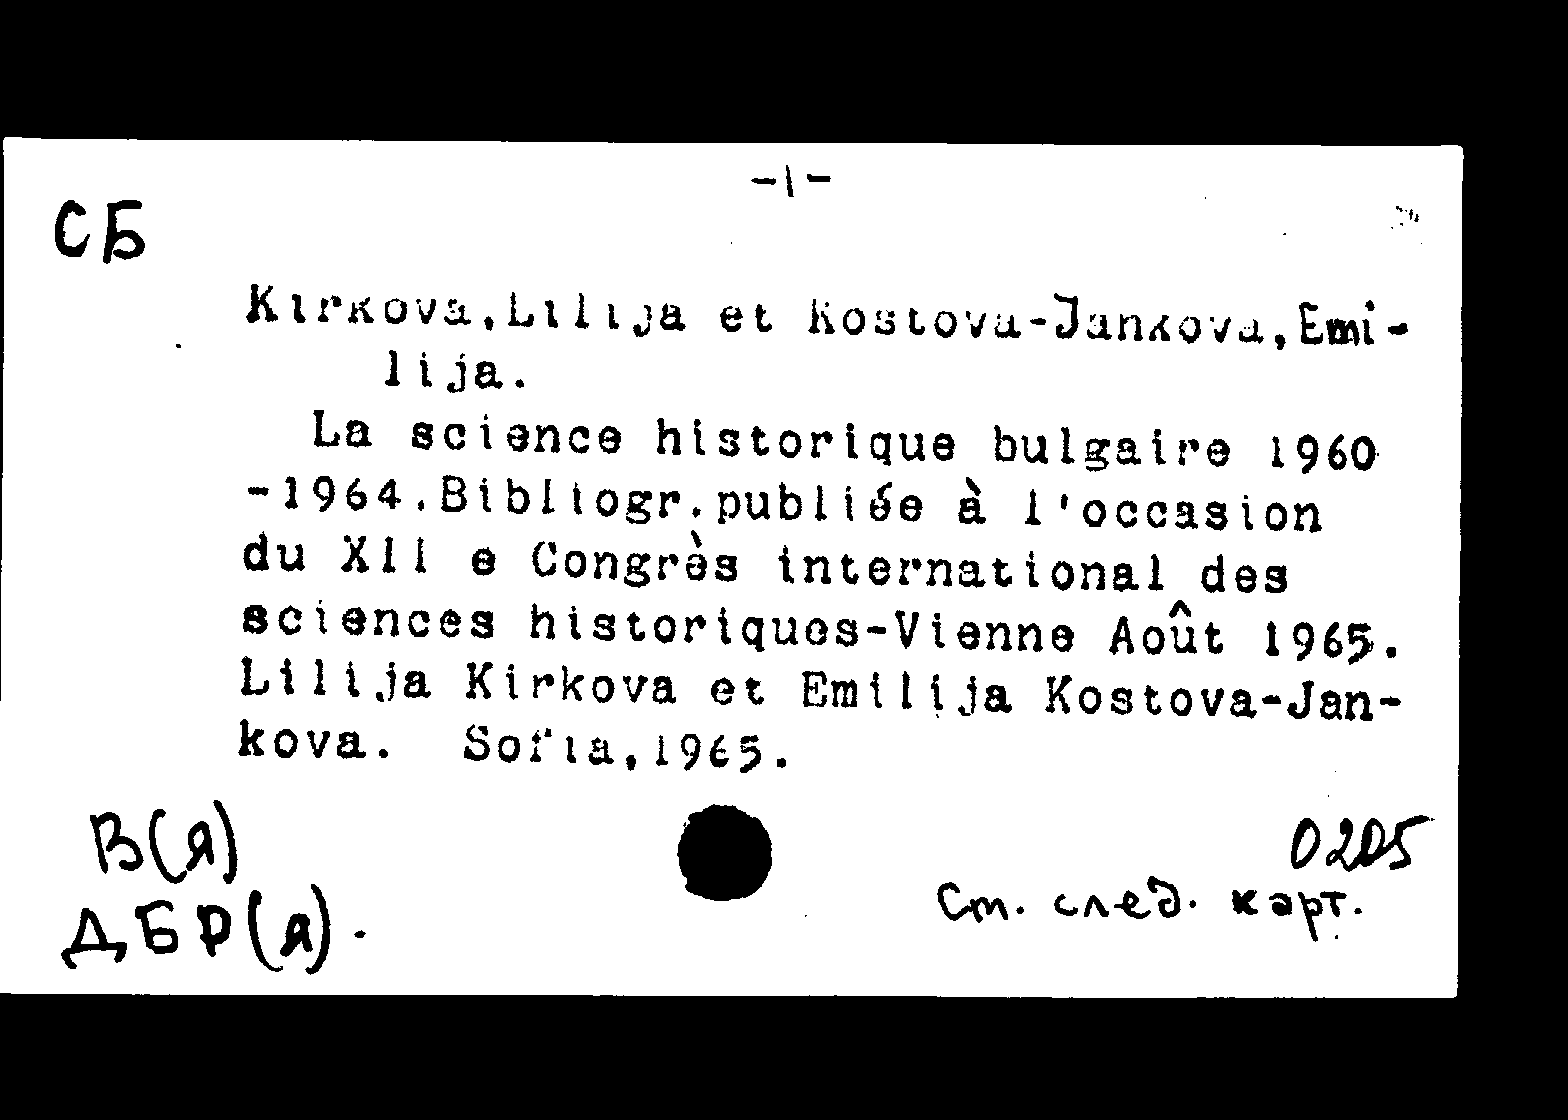 -1-
СБ
Kirkova,Lilija et Kostova-Jankova,Emi-
lija.
La science historique bulgaire 1960
-1964.Bibliogr.publiée à l'occasion
du XII e Congrès international des
sciences historiques-Vienne Août 1965.
Lilija Kirkova et Emilija Kostova-Jan-
kova. Sofia,1965.
В(я)
0205
Ст. след. карт.
ДБР(я).